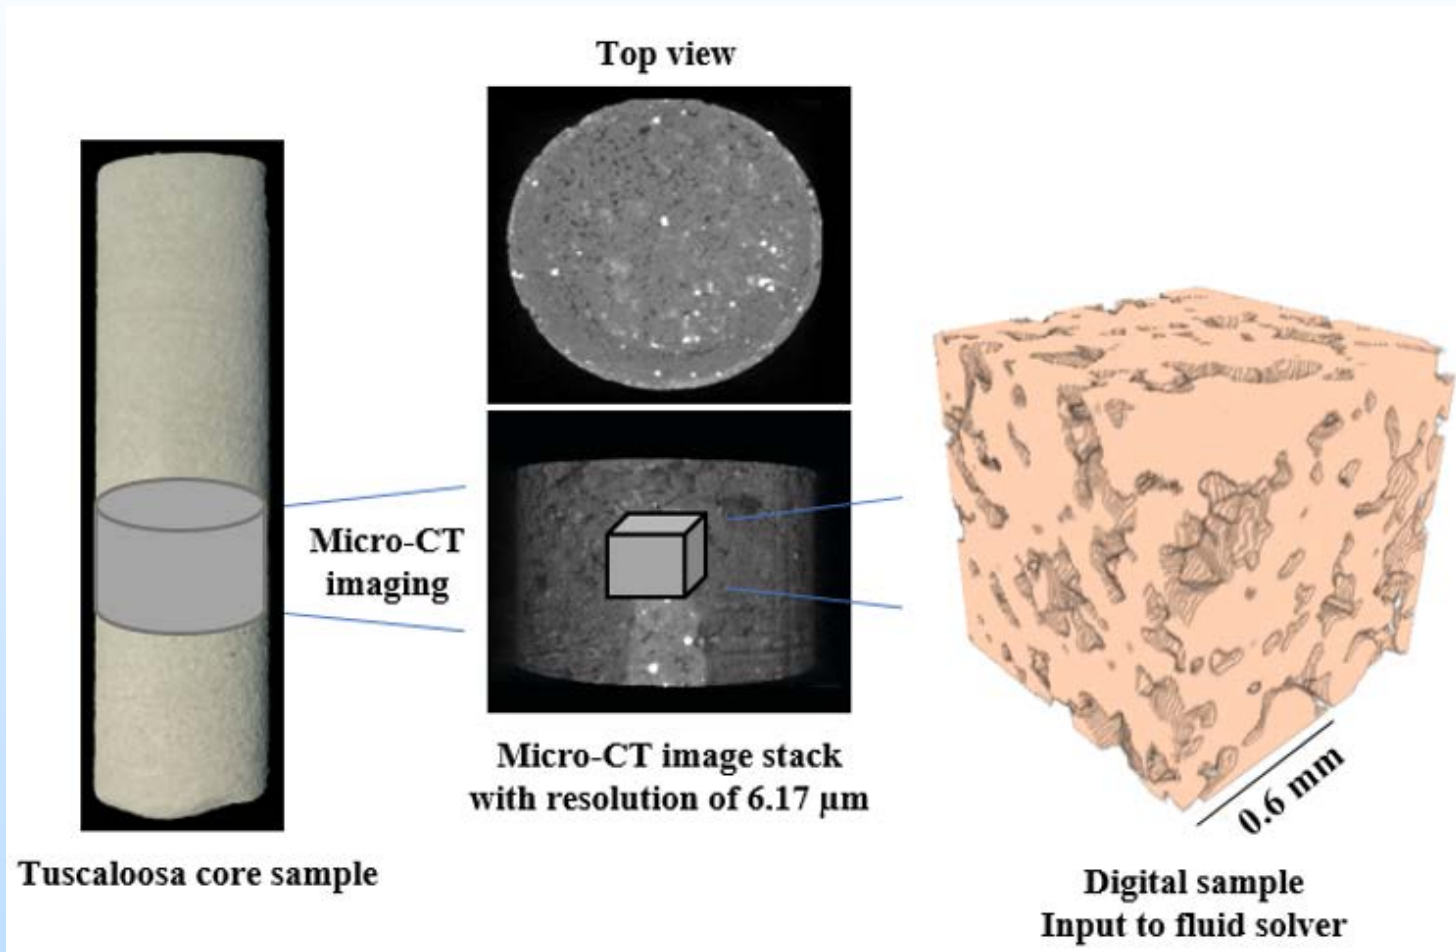 Top view
Micro-CT
imaging
Micro-CT image stack
with resolution of 6.17 µm
0.6 mm
Tuscaloosa core sample
Digital sample
Input to fluid solver